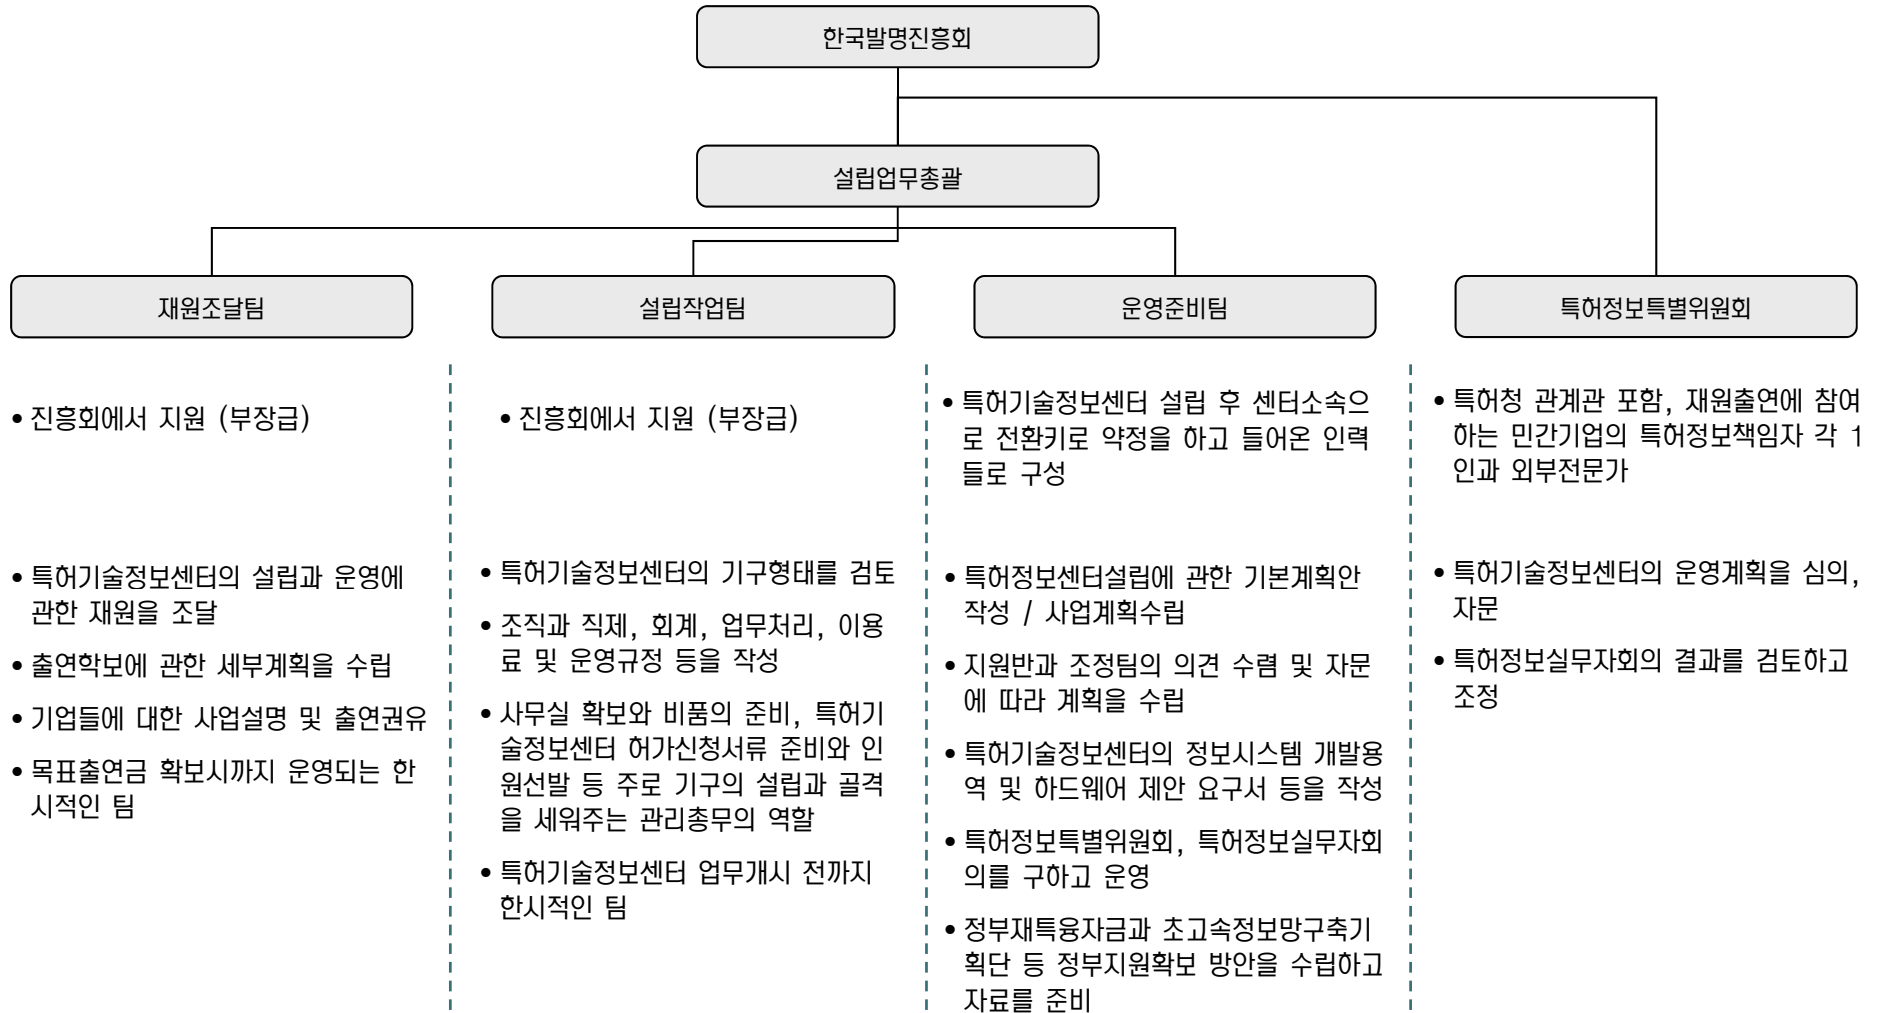 한국발명진흥회
설립업무총괄
재원조달팀
설립작업팀
운영준비팀
특허정보특별위원회
• 진흥회에서 지원 (부장급)
• 진흥회에서 지원 (부장급)
• 특허기술정보센터 설립 후 센터소속으
로 전환키로 약정을 하고 들어온 인력
들로 구성
• 특허청 관계관 포함, 재원출연에 참여
하는 민간기업의 특허정보책임자 각 1
인과 외부전문가
• 특허기술정보센터의 설립과 운영에
관한 재원을 조달
• 출연학보에 관한 세부계획을 수립
• 기업들에 대한 사업설명 및 출연권유
• 목표출연금 확보시까지 운영되는 한
시적인 팀
• 특허기술정보센터의 기구형태를 검토
• 조직과 직제, 회계, 업무처리, 이용
료 및 운영규정 등을 작성
• 사무실 확보와 비품의 준비, 특허기
술정보센터 허가신청서류 준비와 인
원선발 등 주로 기구의 설립과 골격
을 세워주는 관리총무의 역할
• 특허기술정보센터 업무개시 전까지
한시적인 팀
• 특허정보센터설립에 관한 기본계획안
작성 / 사업계획수립
• 지원반과 조정팀의 의견 수렴 및 자문
에 따라 계획을 수립
• 특허기술정보센터의 정보시스템 개발용
역 및 하드웨어 제안 요구서 등을 작성
• 특허정보특별위원회, 특허정보실무자회
의를 구하고 운영
• 정부재특융자금과 초고속정보망구축기
획단 등 정부지원확보 방안을 수립하고
자료를 준비
• 특허기술정보센터의 운영계획을 심의,
자문
• 특허정보실무자회의 결과를 검토하고
조정